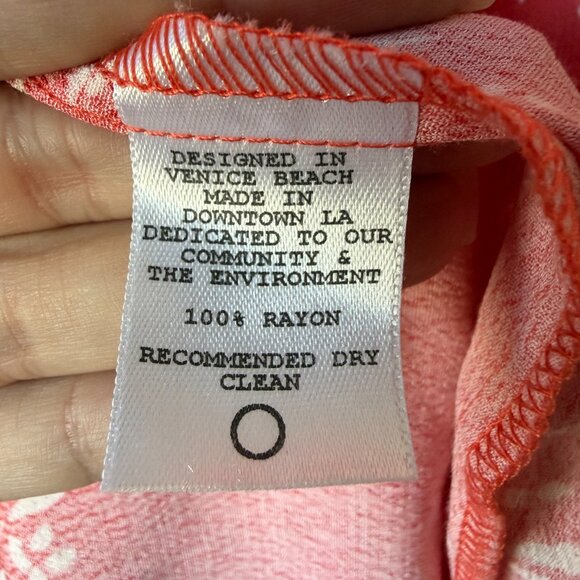 DESIGNED IN
VENICE BEACH
MADE IN
DOWNTOWN LA
DEDICATED TO OUR
COMMUNITY &
THE ENVIRONMENT
100% RAYON
RECOMMENDED DRY
CLEAN